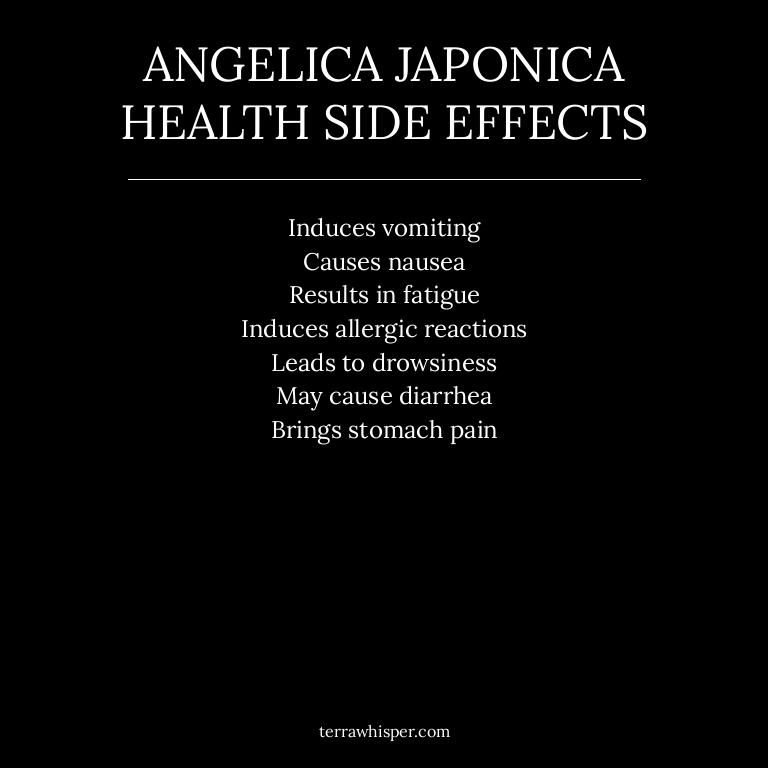 ANGELICA JAPONICA
HEALTH SIDE EFFECTS
Induces vomiting
Causes nausea
Results in fatigue
Induces allergic reactions
Leads to drowsiness
May cause diarrhea
Brings stomach pain
terrawhisper.com